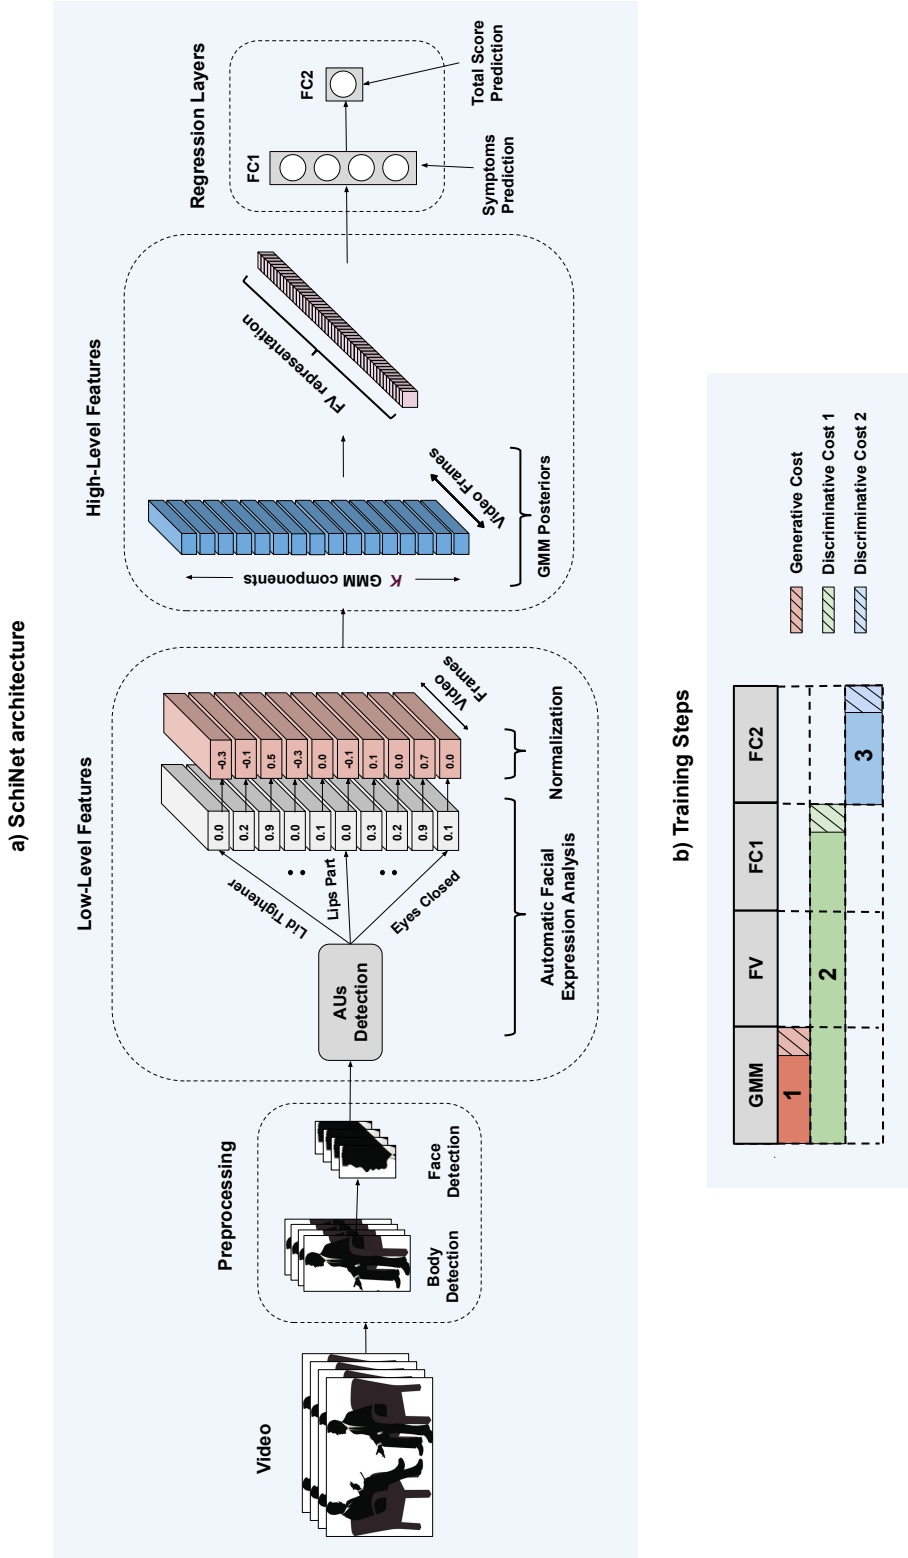 a) SchiNet architecture
Video
Preprocessing
Body
Detection
Face
Detection
Low-Level Features
AUs
Detection
Lid Tightener
Lips Part
Eyes Closed
0.0
0.2
0.9
0.0
0.1
0.0
0.3
0.2
0.9
0.1
-0.3
-0.1
0.5
-0.3
0.0
-0.1
0.1
0.0
0.7
0.0
Video
Frames
Automatic Facial
Expression Analysis
Normalization
High-Level Features
K GMM components
Video Frames
GMM Posteriors
FV representation
Regression Layers
FC1
FC2
Symptoms
Prediction
Total Score
Prediction
b) Training Steps
GMM
FV
FC1
FC2
1
2
3
Generative Cost
Discriminative Cost 1
Discriminative Cost 2